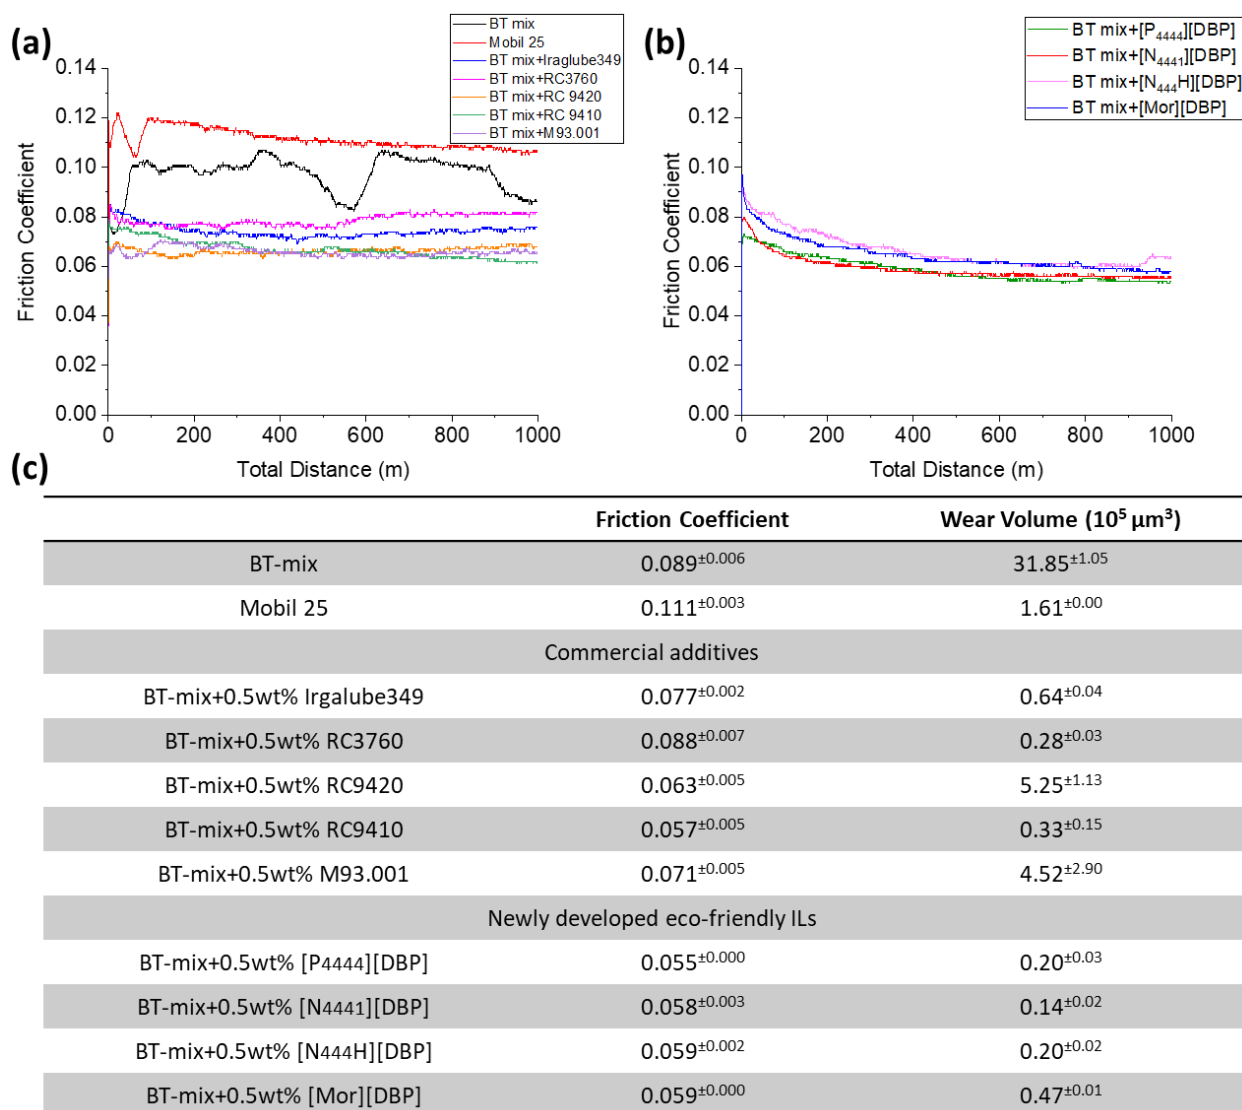 (a)
BT mix
Mobil 25
BT mix+Iraglube349
BT mix+RC3760
BT mix+RC 9420
BT mix+RC 9410
BT mix+M93.001
0.14
0.12
0.10
0.08
0.06
0.04
0.02
0.00
Friction Coefficient
0 200 400 600 800 1000
Total Distance (m)
(b)
BT mix+[P4444][DBP]
BT mix+[N4441][DBP]
BT mix+[N444H][DBP]
BT mix+[Mor][DBP]
0.14
0.12
0.10
0.08
0.06
0.04
0.02
0.00
Friction Coefficient
0 200 400 600 800 1000
Total Distance (m)
(c)
Friction Coefficient Wear Volume (10⁵ µm³)
BT-mix 0.089±0.006 31.85±1.05
Mobil 25 0.111±0.003 1.61±0.00
Commercial additives
BT-mix+0.5wt% Irgalube349 0.077±0.002 0.64±0.04
BT-mix+0.5wt% RC3760 0.088±0.007 0.28±0.03
BT-mix+0.5wt% RC9420 0.063±0.005 5.25±1.13
BT-mix+0.5wt% RC9410 0.057±0.005 0.33±0.15
BT-mix+0.5wt% M93.001 0.071±0.005 4.52±2.90
Newly developed eco-friendly ILs
BT-mix+0.5wt% [P4444][DBP] 0.055±0.000 0.20±0.03
BT-mix+0.5wt% [N4441][DBP] 0.058±0.003 0.14±0.02
BT-mix+0.5wt% [N444H][DBP] 0.059±0.002 0.20±0.02
BT-mix+0.5wt% [Mor][DBP] 0.059±0.000 0.47±0.01